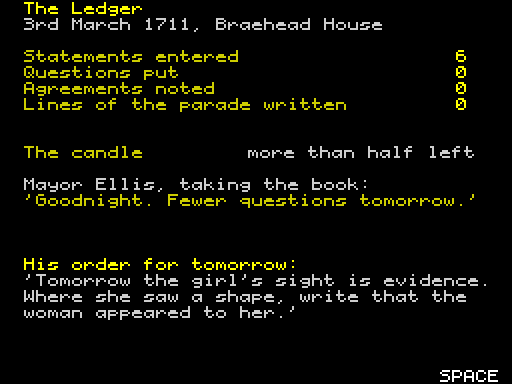 The Ledger
3rd March 1711, Braehead House
Statements entered 6
Questions put 0
Agreements noted 0
Lines of the parade written 0
The candle more than half left
Mayor Ellis, taking the book:
'Goodnight. Fewer questions tomorrow.'
His order for tomorrow:
'Tomorrow the girl's sight is evidence.
Where she saw a shape, write that the
woman appeared to her.'
SPACE